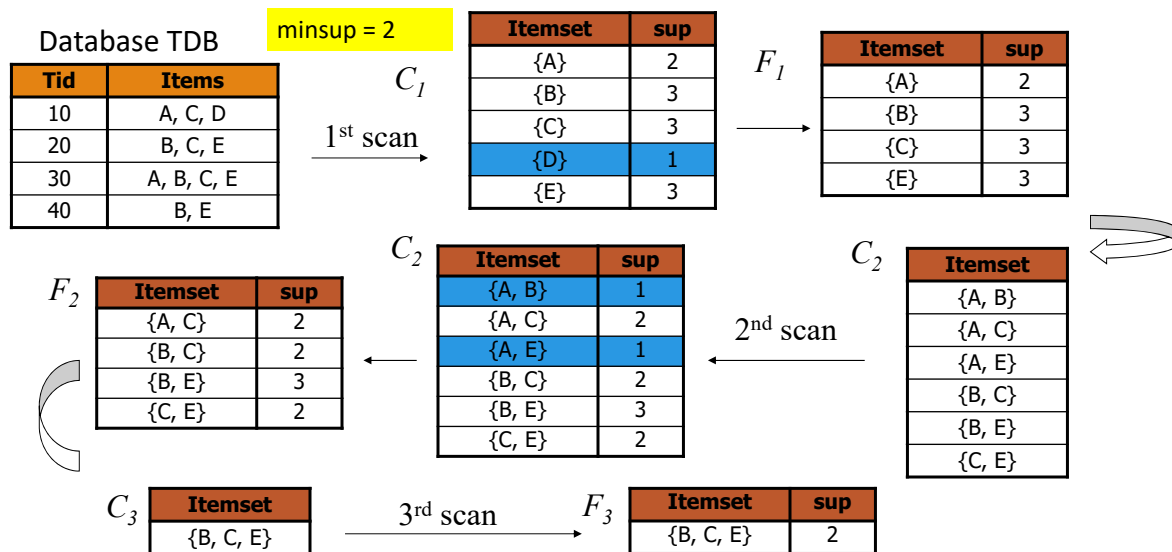 Database TDB
minsup = 2
Tid Items
10 A, C, D
20 B, C, E
30 A, B, C, E
40 B, E
1st scan
C1
Itemset sup
{A} 2
{B} 3
{C} 3
{D} 1
{E} 3
F1
Itemset sup
{A} 2
{B} 3
{C} 3
{E} 3
C2
Itemset
{A, B}
{A, C}
{A, E}
{B, C}
{B, E}
{C, E}
2nd scan
C2
Itemset sup
{A, B} 1
{A, C} 2
{A, E} 1
{B, C} 2
{B, E} 3
{C, E} 2
F2
Itemset sup
{A, C} 2
{B, C} 2
{B, E} 3
{C, E} 2
C3
Itemset
{B, C, E}
3rd scan
F3
Itemset sup
{B, C, E} 2